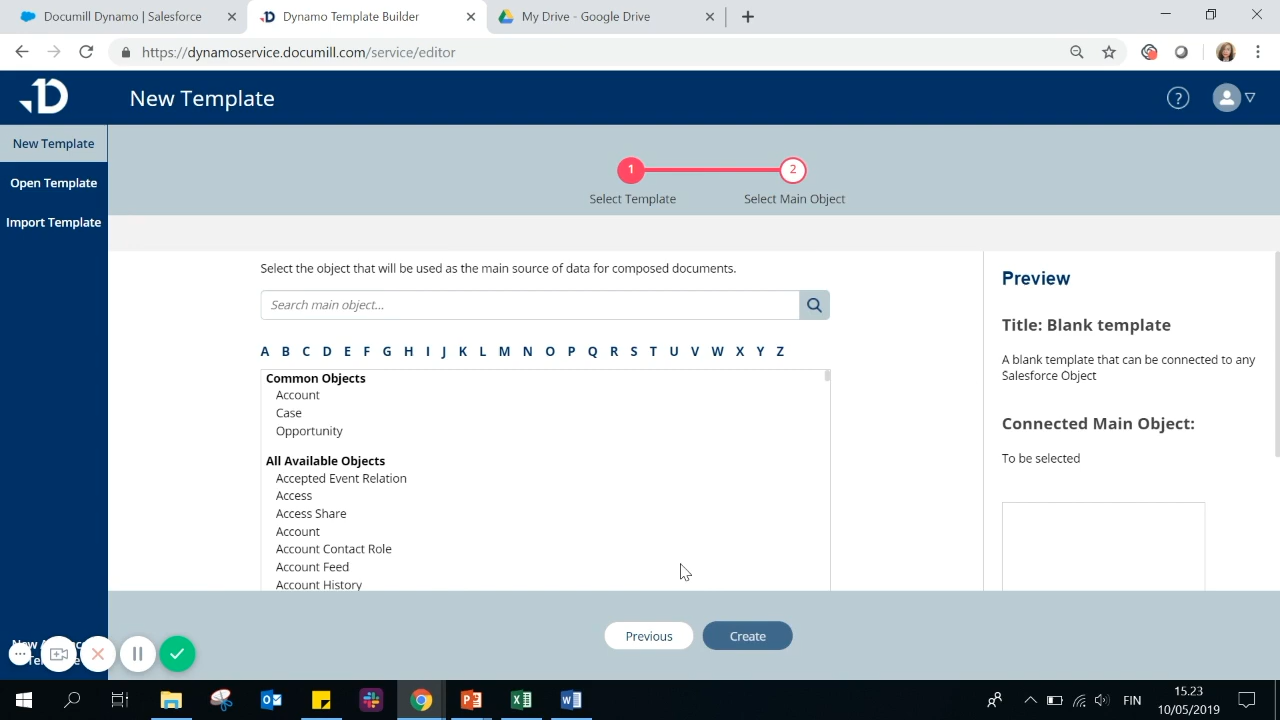 Documill Dynamo | Salesforce
Dynamo Template Builder
My Drive - Google Drive
https://dynamoservice.documill.com/service/editor
New Template
?
New Template
Open Template
Import Template
1
2
Select Template
Select Main Object
Select the object that will be used as the main source of data for composed documents.
Search main object...
A B C D E F G H I J K L M N O P Q R S T U V W X Y Z
Common Objects
Account
Case
Opportunity
All Available Objects
Accepted Event Relation
Access
Access Share
Account
Account Contact Role
Account Feed
Account History
Preview
Title: Blank template
A blank template that can be connected to any
Salesforce Object
Connected Main Object:
To be selected
Previous
Create
FIN
15.23
10/05/2019